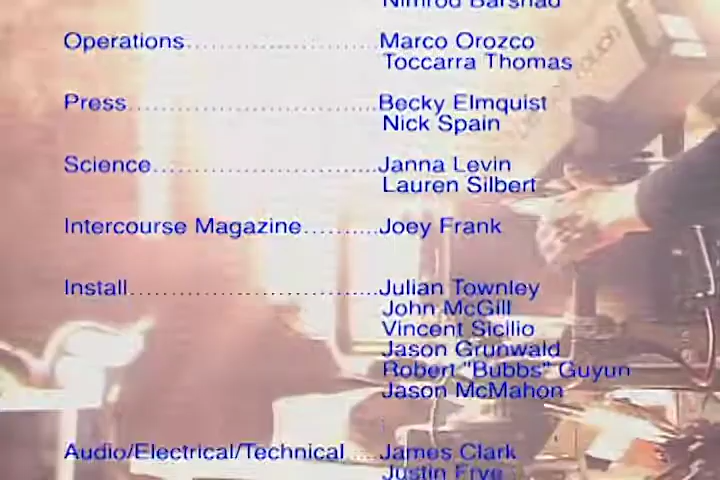 Nimrod Barshad
Operations..............................Marco Orozco
Toccarra Thomas
Press.......................................Becky Elmquist
Nick Spain
Science...................................Janna Levin
Lauren Silbert
Intercourse Magazine............Joey Frank
Install.......................................Julian Townley
John McGill
Vincent Sicilio
Jason Grunwald
Robert "Bubbs" Guyun
Jason McMahon
Audio/Electrical/Technical .....James Clark
Justin Frye